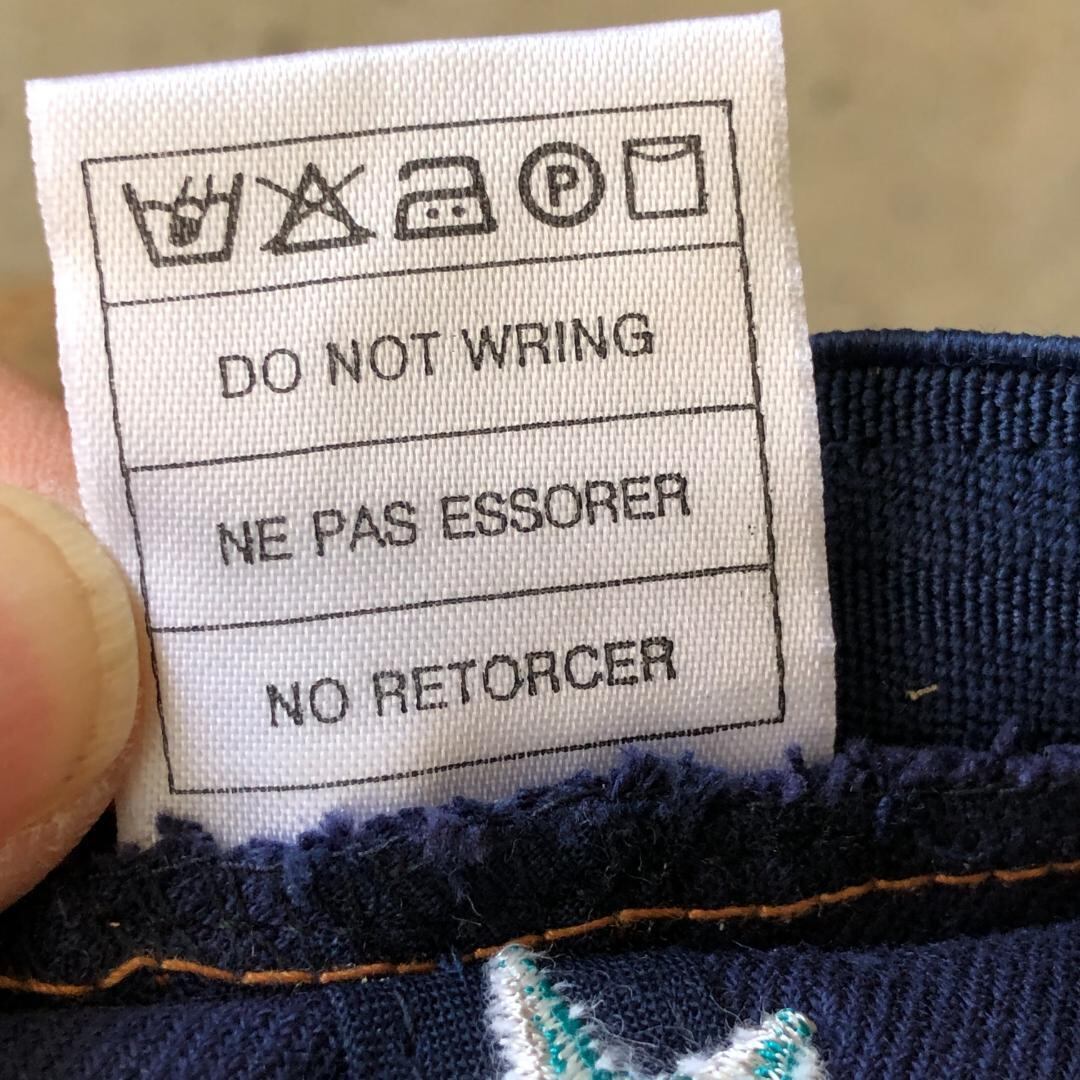 P
DO NOT WRING
NE PAS ESSORER
NO RETORCER